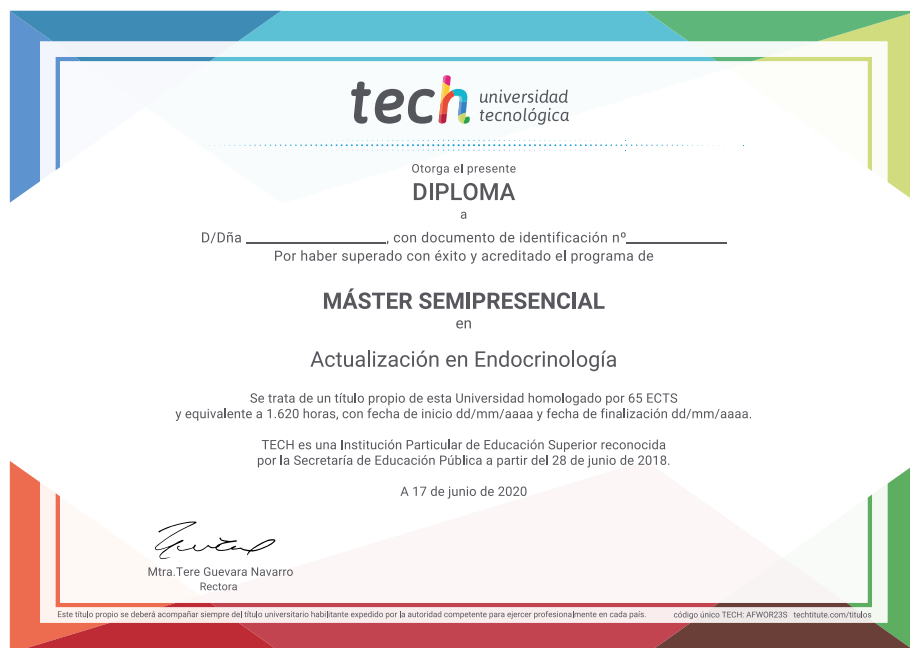 tech universidad
tecnológica
Otorga el presente
DIPLOMA
a
D/Dña ________________, con documento de identificación nº____________
Por haber superado con éxito y acreditado el programa de
MÁSTER SEMIPRESENCIAL
en
Actualización en Endocrinología
Se trata de un título propio de esta Universidad homologado por 65 ECTS
y equivalente a 1.620 horas, con fecha de inicio dd/mm/aaaa y fecha de finalización dd/mm/aaaa.
TECH es una Institución Particular de Educación Superior reconocida
por la Secretaría de Educación Pública a partir del 28 de junio de 2018.
A 17 de junio de 2020
Mtra.Tere Guevara Navarro
Rectora
Este título propio se deberá acompañar siempre del título universitario habilitante expedido por la autoridad competente para ejercer profesionalmente en cada país. código único TECH: AFWOR23S techtitute.com/titulos